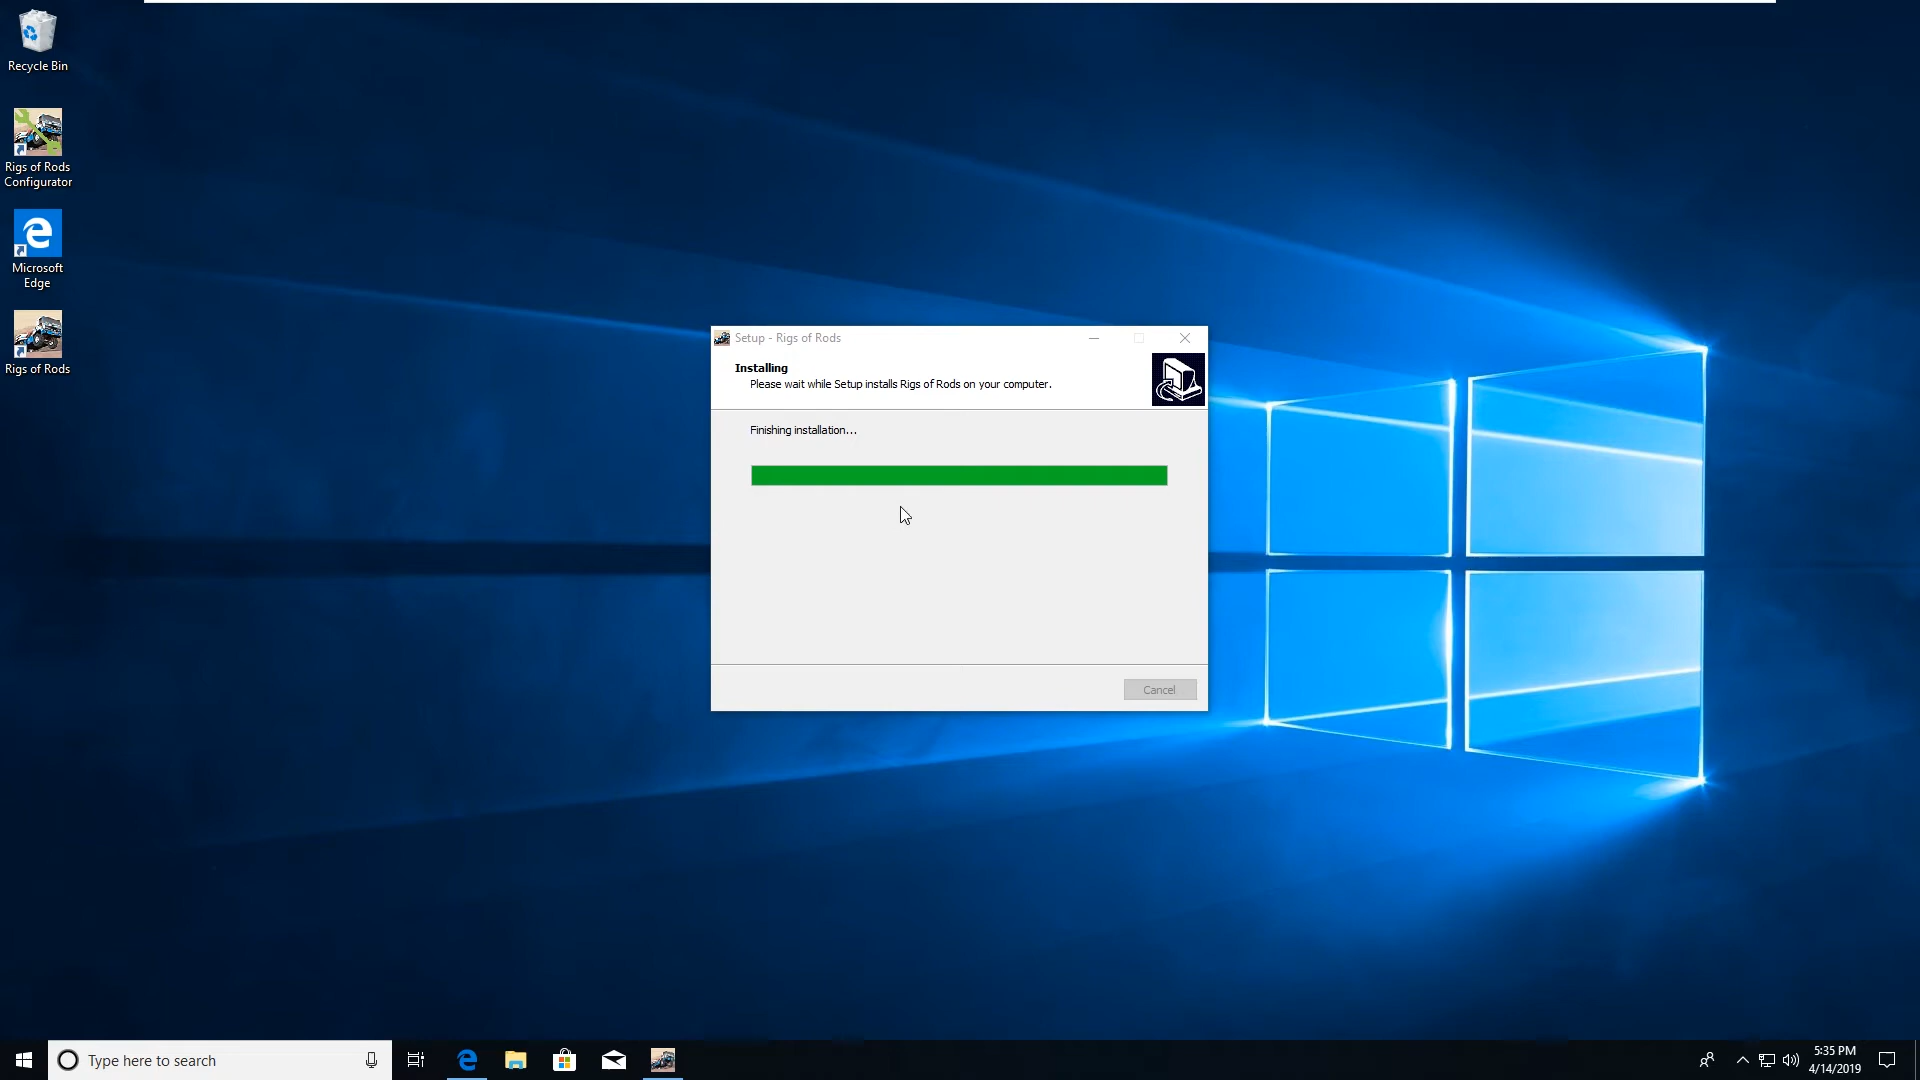 Recycle Bin
Rigs of Rods
Configurator
Microsoft
Edge
Rigs of Rods
Setup - Rigs of Rods
Installing
Please wait while Setup installs Rigs of Rods on your computer.
Finishing installation...
Cancel
Type here to search
5:35 PM
4/14/2019